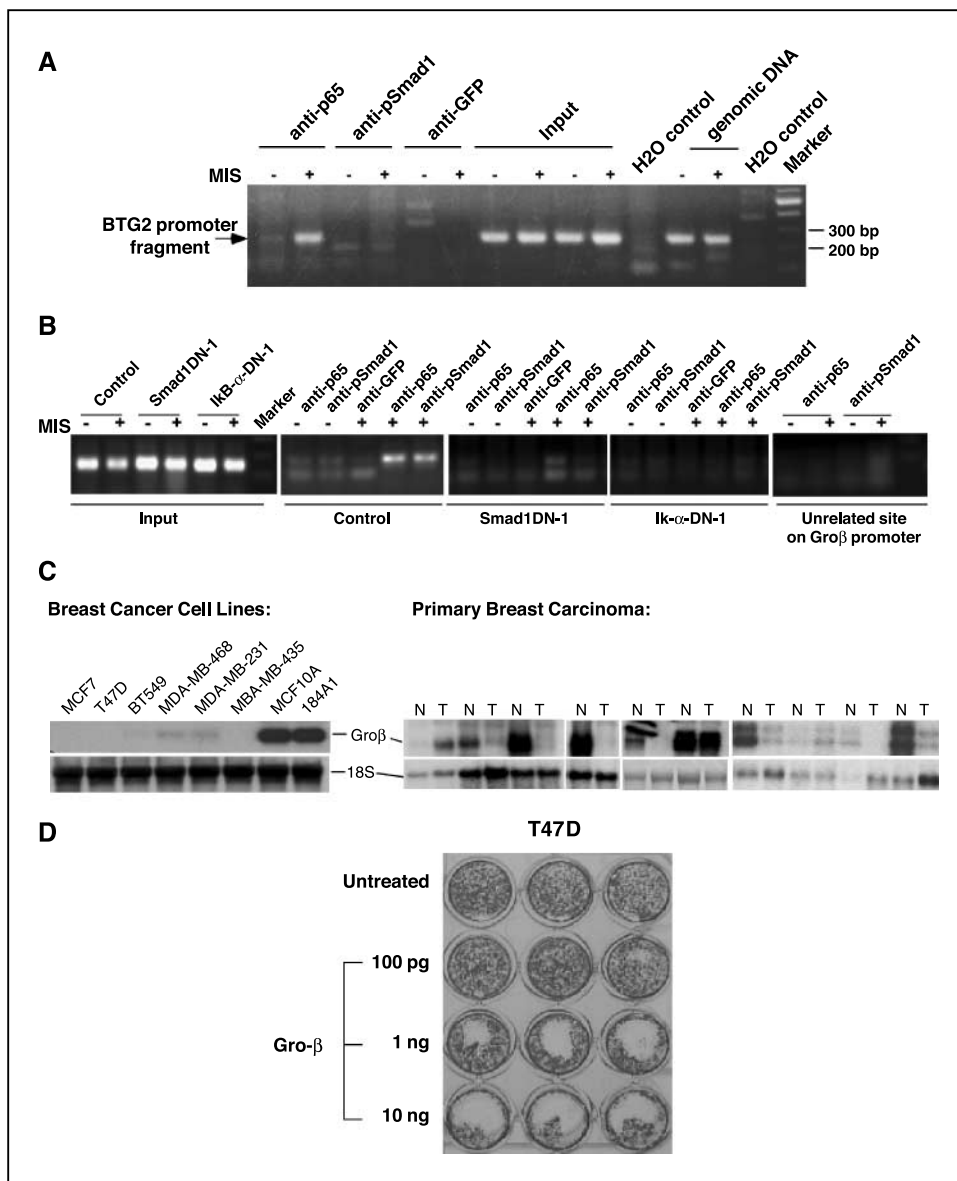 A
anti-p65
anti-pSmad1
anti-GFP
Input
H2O control
genomic DNA
H2O control
Marker
MIS - + - + - + - + - + - +
BTG2 promoter
fragment
300 bp
200 bp
B
Control
Smad1DN-1
IkB-α-DN-1
Marker
anti-p65
anti-pSmad1
anti-GFP
anti-p65
anti-pSmad1
anti-p65
anti-pSmad1
anti-GFP
anti-p65
anti-pSmad1
anti-p65
anti-pSmad1
anti-GFP
anti-p65
anti-pSmad1
anti-p65
anti-pSmad1
MIS - + - + - + - - + + + - - + + + - - + + + - + - +
Input
Control
Smad1DN-1
Ik-α-DN-1
Unrelated site
on Groβ promoter
C
Breast Cancer Cell Lines:
Primary Breast Carcinoma:
MCF7
T47D
BT549
MDA-MB-468
MDA-MB-231
MBA-MB-435
MCF10A
184A1
N T N T N T N T N T N T N T N T N T N T
Groβ
18S
D
T47D
Untreated
100 pg
Gro-β
1 ng
10 ng